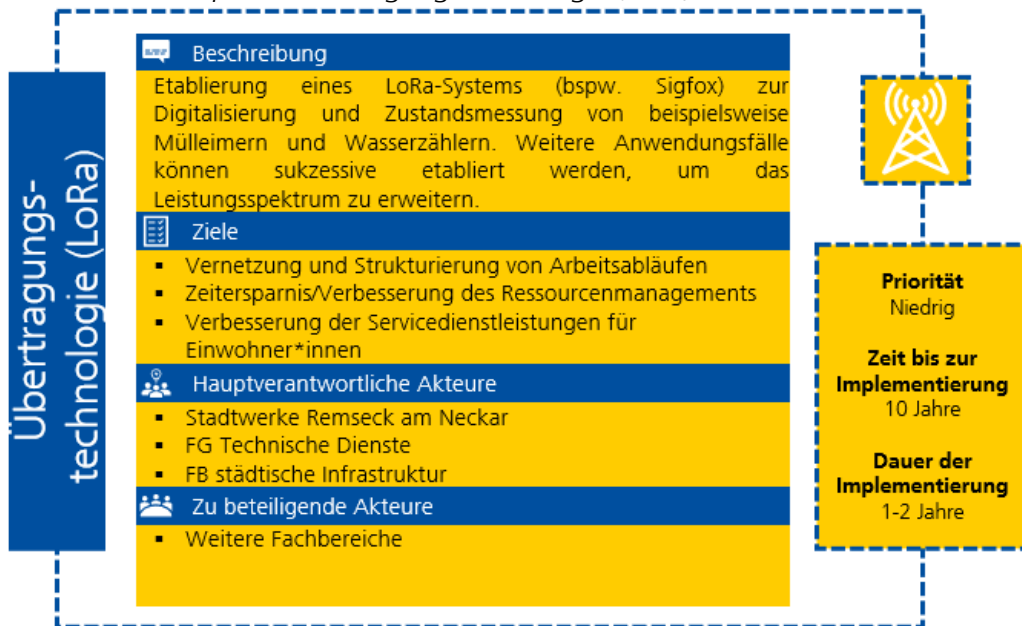 Übertragungs-
technologie (LoRa)
Beschreibung
Etablierung eines LoRa-Systems (bspw. Sigfox) zur
Digitalisierung und Zustandsmessung von beispielsweise
Mülleimern und Wasserzählern. Weitere Anwendungsfälle
können sukzessive etabliert werden, um das
Leistungsspektrum zu erweitern.
Ziele
▪ Vernetzung und Strukturierung von Arbeitsabläufen
▪ Zeitersparnis/Verbesserung des Ressourcenmanagements
▪ Verbesserung der Servicedienstleistungen für
Einwohner*innen
Hauptverantwortliche Akteure
▪ Stadtwerke Remseck am Neckar
▪ FG Technische Dienste
▪ FB städtische Infrastruktur
Zu beteiligende Akteure
▪ Weitere Fachbereiche
Priorität
Niedrig
Zeit bis zur
Implementierung
10 Jahre
Dauer der
Implementierung
1-2 Jahre